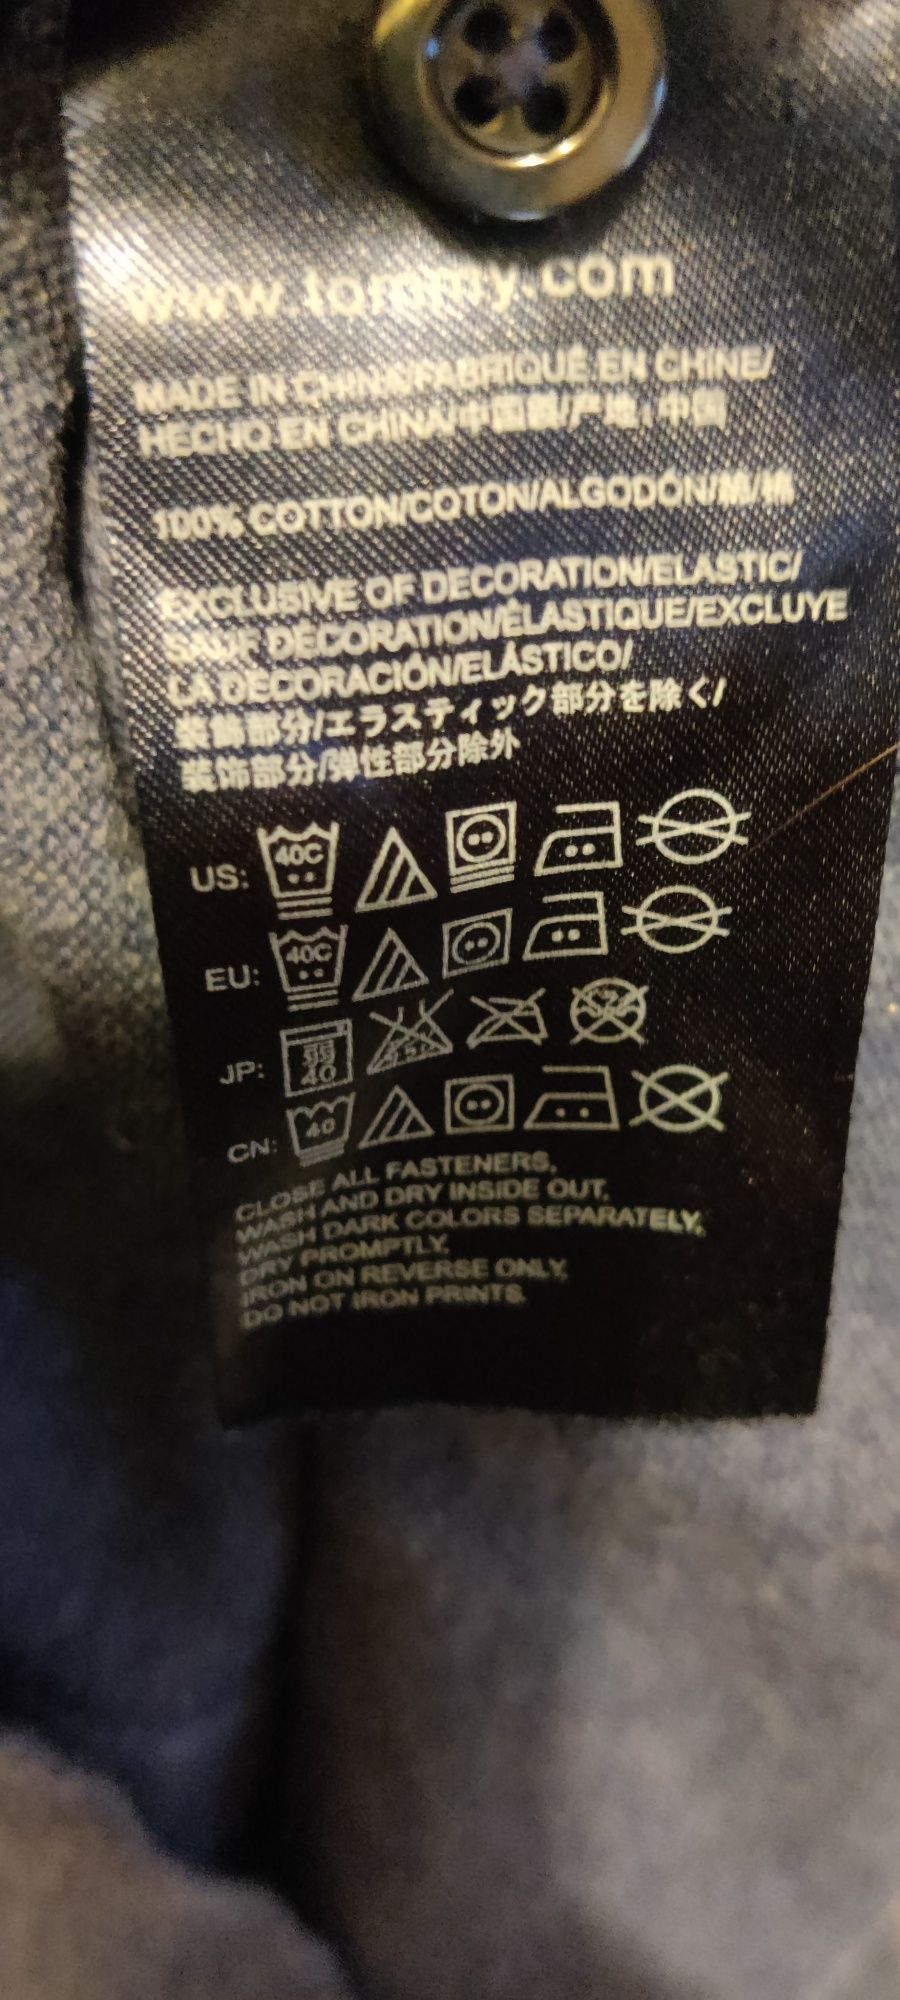 www.tommy.com
MADE IN CHINA/FABRIQUÉ EN CHINE/
HECHO EN CHINA/中国製/产地: 中国
100% COTTON/COTON/ALGODÓN/綿/棉
EXCLUSIVE OF DECORATION/ELASTIC/
SAUF DÉCORATION/ÉLASTIQUE/EXCLUYE
LA DECORACIÓN/ELÁSTICO/
装飾部分/エラスティック部分を除く/
装饰部分/弹性部分除外
US: 40C
EU: 40C
JP: 40
CN: 40
CLOSE ALL FASTENERS,
WASH AND DRY INSIDE OUT,
WASH DARK COLORS SEPARATELY,
DRY PROMPTLY,
IRON ON REVERSE ONLY,
DO NOT IRON PRINTS.